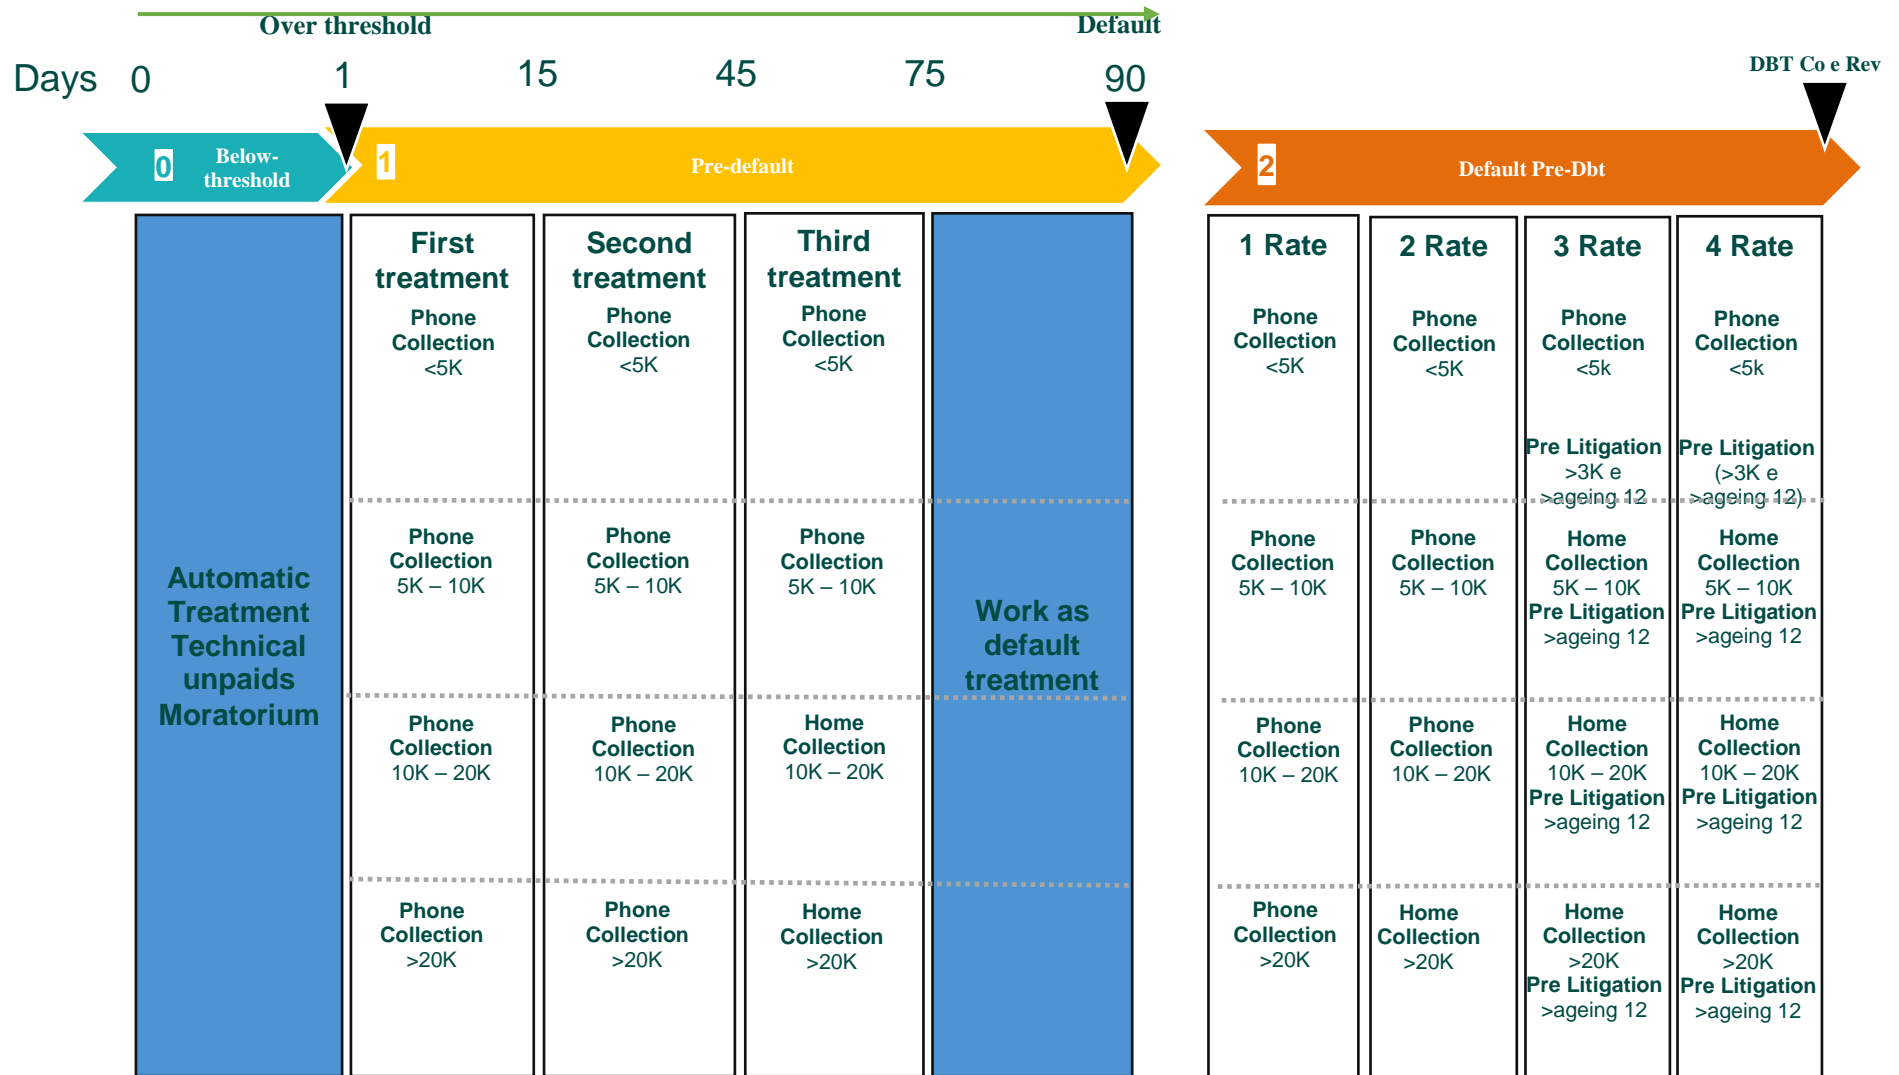 Over threshold
Default
Days 0 1 15 45 75 90
DBT Co e Rev
0
Below-
threshold
1
Pre-default
2
Default Pre-Dbt
Automatic
Treatment
Technical
unpaids
Moratorium
First
treatment
Phone
Collection
<5K
Phone
Collection
5K – 10K
Phone
Collection
10K – 20K
Phone
Collection
>20K
Second
treatment
Phone
Collection
<5K
Phone
Collection
5K – 10K
Phone
Collection
10K – 20K
Phone
Collection
>20K
Third
treatment
Phone
Collection
<5K
Phone
Collection
5K – 10K
Home
Collection
10K – 20K
Home
Collection
>20K
Work as
default
treatment
1 Rate
Phone
Collection
<5K
Phone
Collection
5K – 10K
Phone
Collection
10K – 20K
Phone
Collection
>20K
2 Rate
Phone
Collection
<5K
Phone
Collection
5K – 10K
Phone
Collection
10K – 20K
Home
Collection
>20K
3 Rate
Phone
Collection
<5k
Pre Litigation
>3K e
>ageing 12
Home
Collection
5K – 10K
Pre Litigation
>ageing 12
Home
Collection
10K – 20K
Pre Litigation
>ageing 12
Home
Collection
>20K
Pre Litigation
>ageing 12
4 Rate
Phone
Collection
<5k
Pre Litigation
(>3K e
>ageing 12)
Home
Collection
5K – 10K
Pre Litigation
>ageing 12
Home
Collection
10K – 20K
Pre Litigation
>ageing 12
Home
Collection
>20K
Pre Litigation
>ageing 12